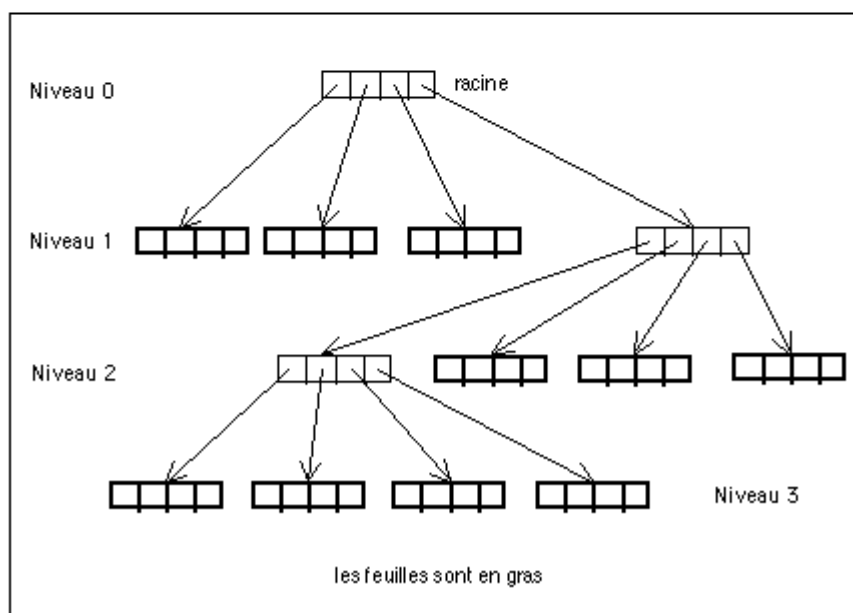 Niveau 0
racine
Niveau 1
Niveau 2
Niveau 3
les feuilles sont en gras